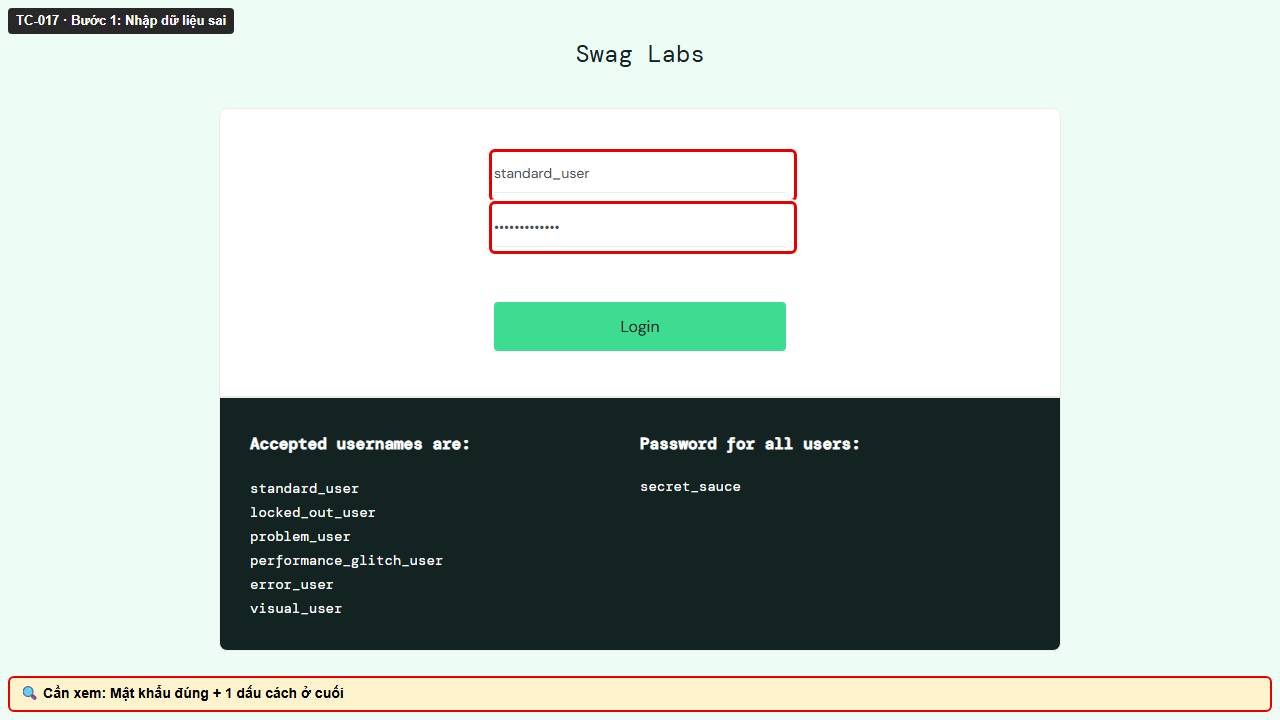 TC-017 · Bước 1: Nhập dữ liệu sai
Swag Labs
standard_user
•••••••••••••
Login
Accepted usernames are:
standard_user
locked_out_user
problem_user
performance_glitch_user
error_user
visual_user
Password for all users:
secret_sauce
🔍 Cần xem: Mật khẩu đúng + 1 dấu cách ở cuối